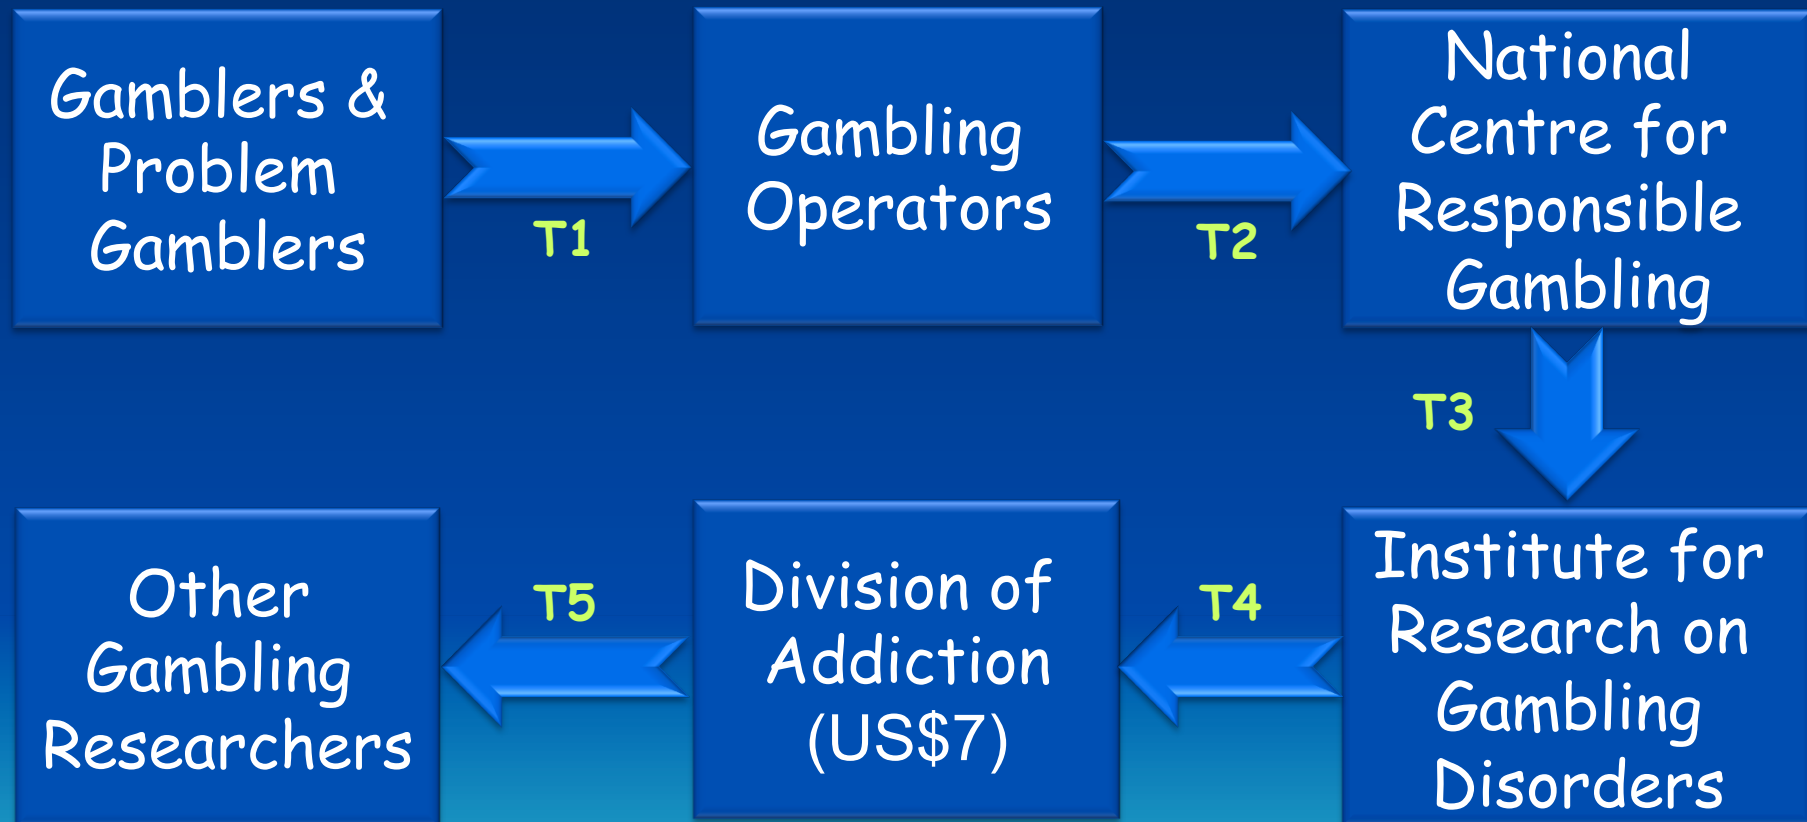 Gamblers &
Problem
Gamblers
T1
Gambling
Operators
T2
National
Centre for
Responsible
Gambling
T3
Institute for
Research on
Gambling
Disorders
T4
Division of
Addiction
(US$7)
T5
Other
Gambling
Researchers